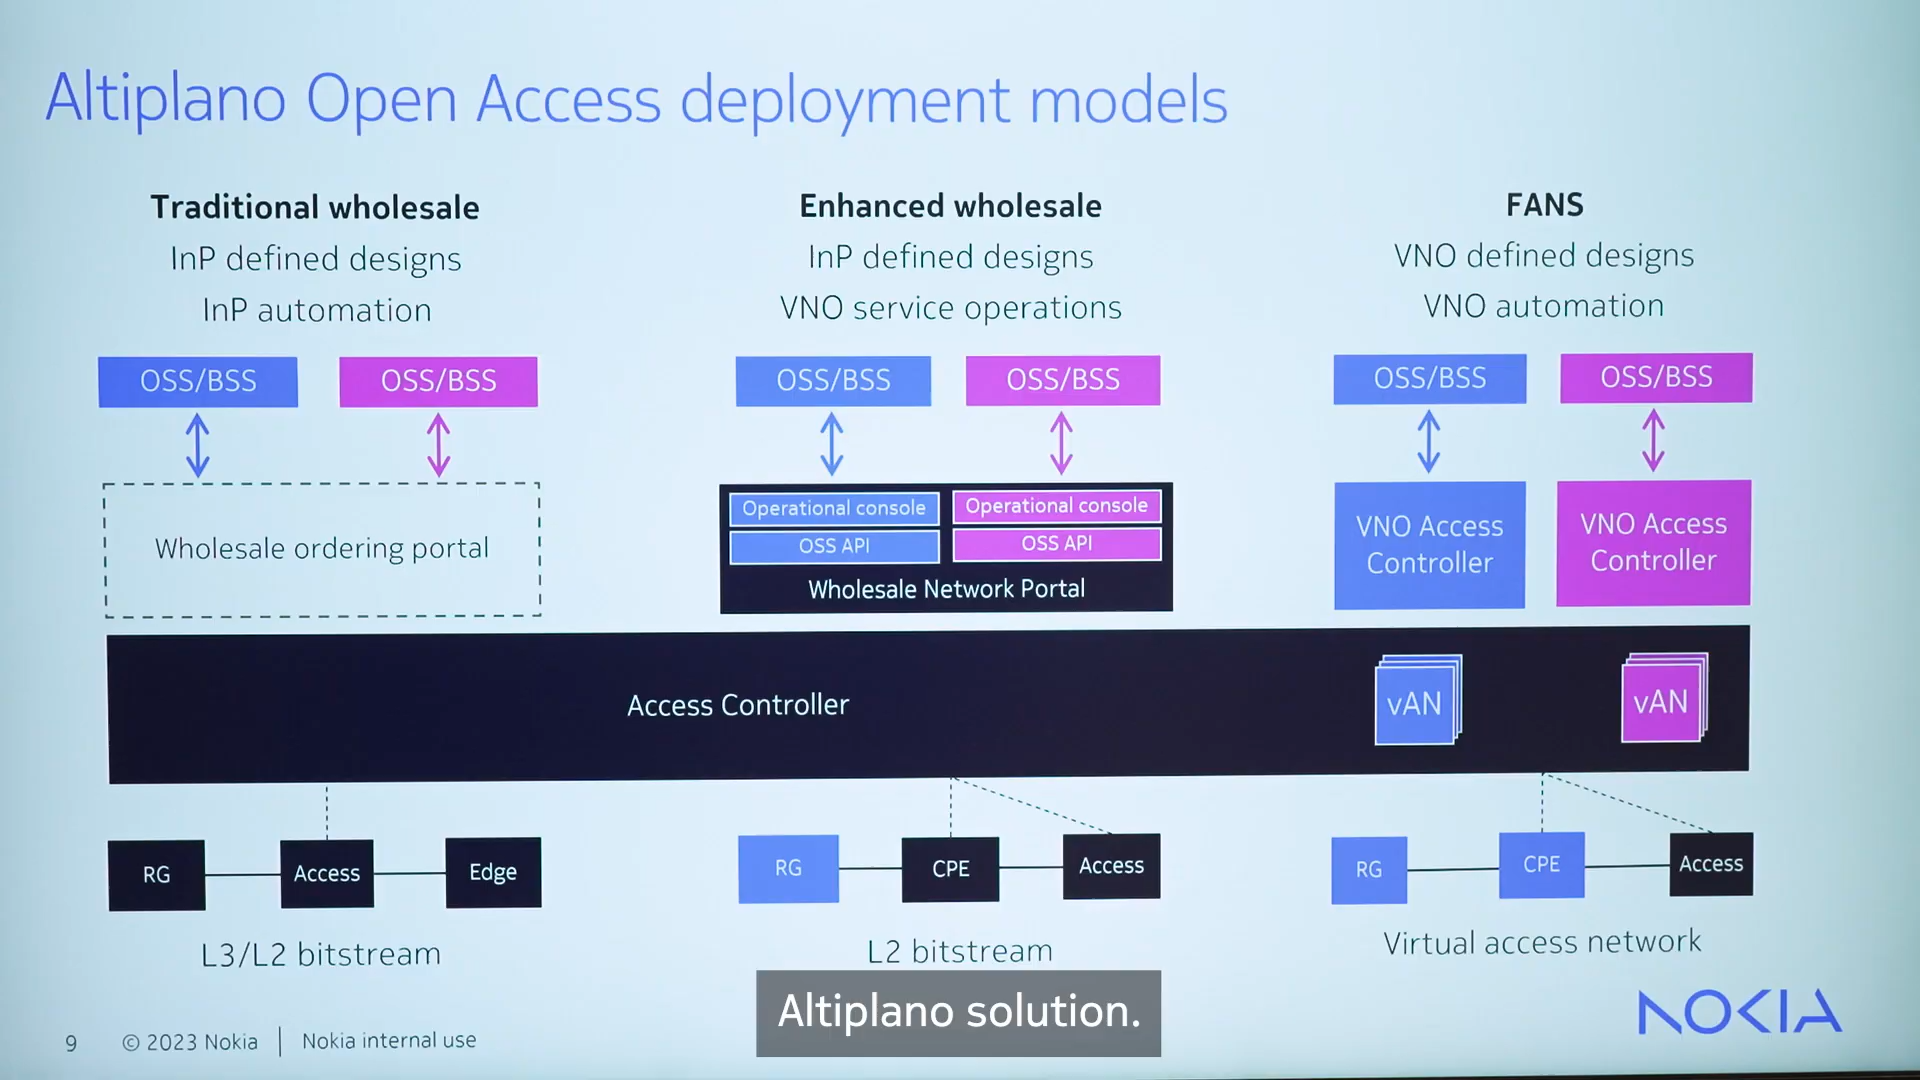 Altiplano Open Access deployment models
Traditional wholesale
InP defined designs
InP automation
OSS/BSS
OSS/BSS
Wholesale ordering portal
Enhanced wholesale
InP defined designs
VNO service operations
OSS/BSS
OSS/BSS
Operational console
Operational console
OSS API
OSS API
Wholesale Network Portal
FANS
VNO defined designs
VNO automation
OSS/BSS
OSS/BSS
VNO Access
Controller
VNO Access
Controller
Access Controller
vAN
vAN
RG
Access
Edge
L3/L2 bitstream
RG
CPE
Access
L2 bitstream
RG
CPE
Access
Virtual access network
Altiplano solution.
9
© 2023 Nokia
Nokia internal use
NOKIA